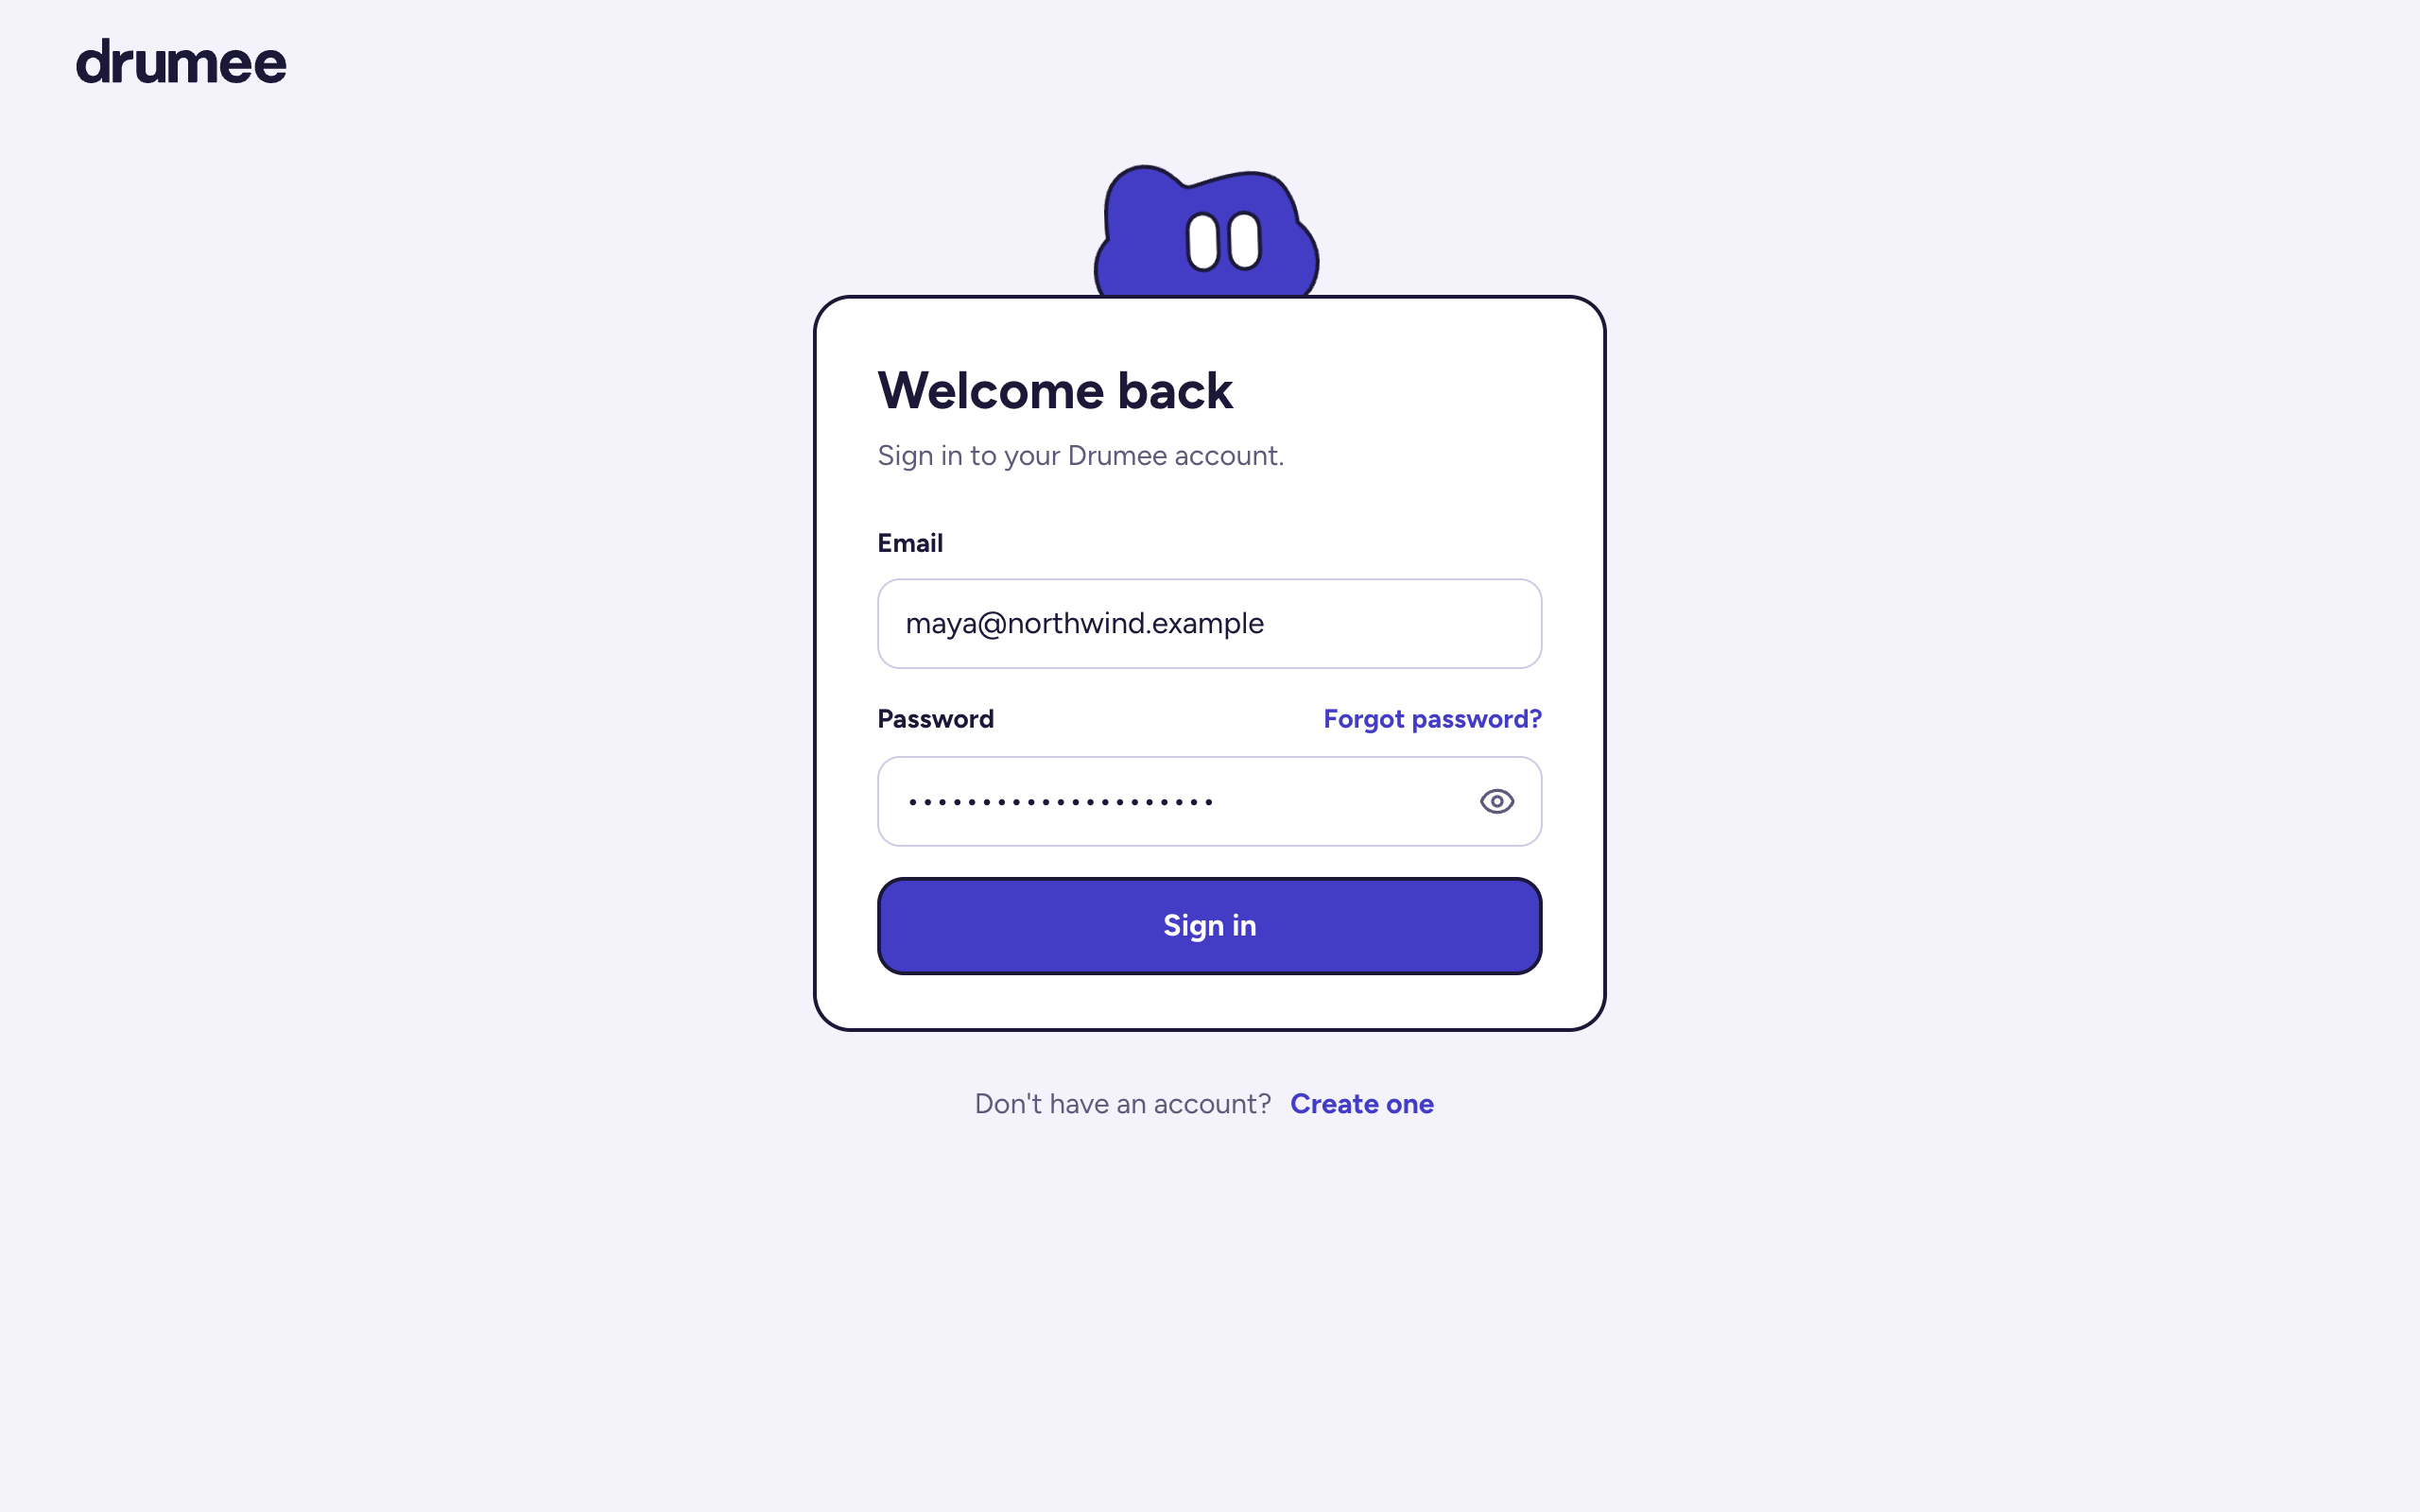 drumee
Welcome back
Sign in to your Drumee account.
Email
maya@northwind.example
Password Forgot password?
•••••••••••••••••••••
Sign in
Don't have an account? Create one